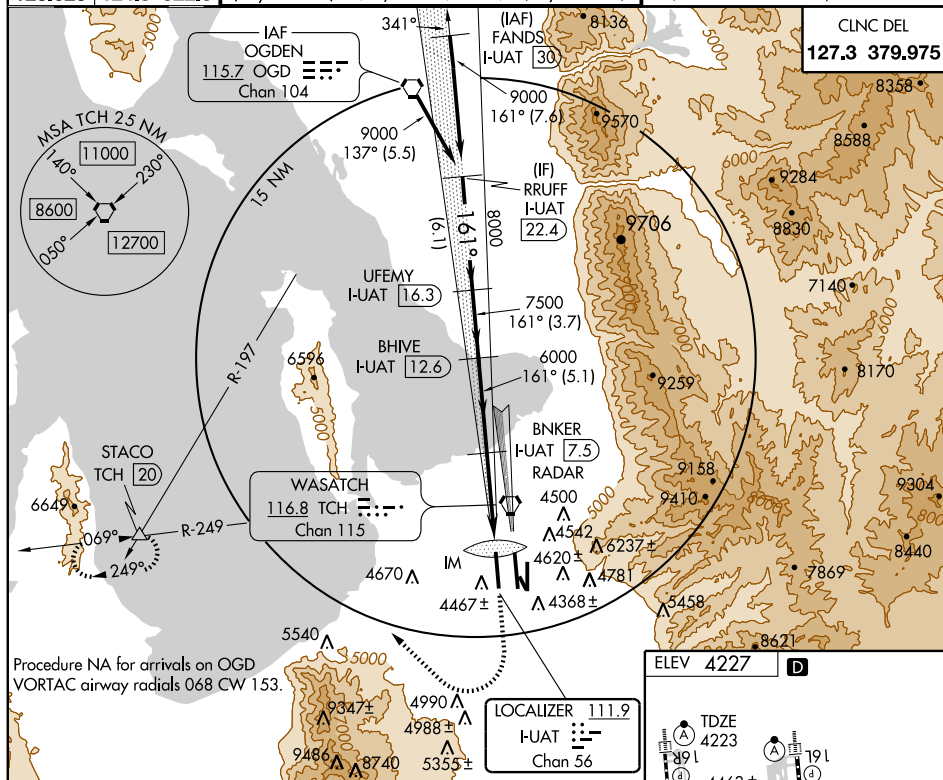 CLNC DEL
127.3 379.975
IAF
OGDEN
115.7 OGD
Chan 104
341°
(IAF)
FANDS
I-UAT 30
8136
5000
8358
9000
161° (7.6)
9570
8588
MSA TCH 25 NM
11000
140°
230°
8600
050°
12700
9000
137° (5.5)
15 NM
6000
9284
(IF)
RRUFF
I-UAT
22.4
8830
161°
(6.1)
8000
9706
UFEMY
I-UAT 16.3
7140
7500
161° (3.7)
R-197
BHIVE
I-UAT 12.6
6000
161° (5.1)
6596
5000
9259
8170
STACO
TCH 20
BNKER
I-UAT 7.5
RADAR
9158
6649
WASATCH
116.8 TCH
Chan 115
4500
9410
9304
R-249
069°
249°
4542
6237±
8440
IM
4620±
4670
4781
7869
4467±
4368±
5458
5540
8621
5000
Procedure NA for arrivals on OGD
VORTAC airway radials 068 CW 153.
ELEV 4227
D
9347±
4990
LOCALIZER 111.9
I-UAT
Chan 56
4988±
TDZE
4223
A
A
9486
8740
5355±
16R
16L
P
P